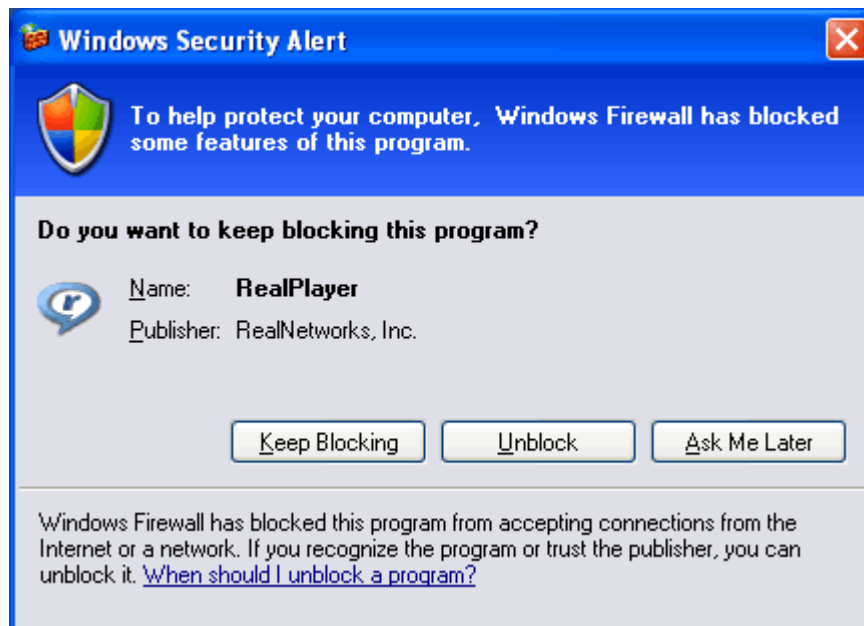 Windows Security Alert
To help protect your computer, Windows Firewall has blocked
some features of this program.
Do you want to keep blocking this program?
Name: RealPlayer
Publisher: RealNetworks, Inc.
Keep Blocking Unblock Ask Me Later
Windows Firewall has blocked this program from accepting connections from the
Internet or a network. If you recognize the program or trust the publisher, you can
unblock it. When should I unblock a program?